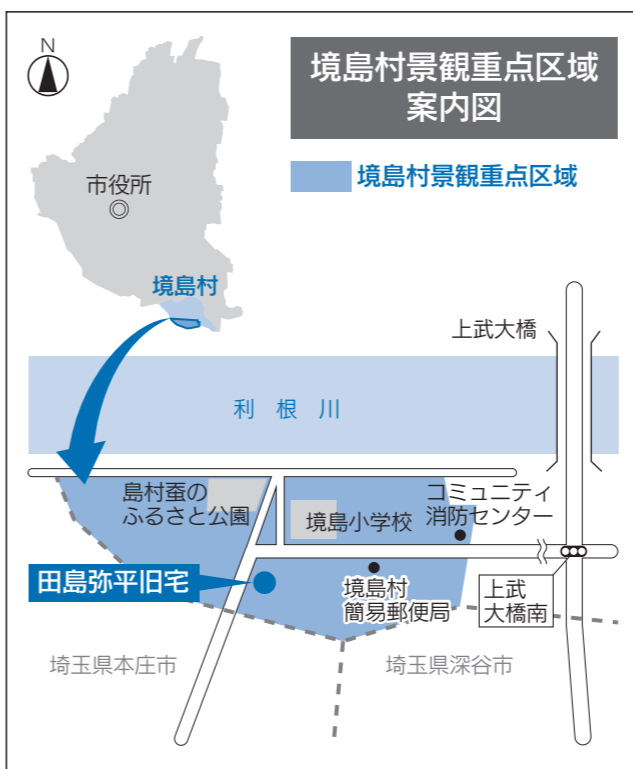 N
境島村景観重点区域
案内図
境島村景観重点区域
市役所
境島村
上武大橋
利根川
島村蚕の
ふるさと公園
境島小学校
コミュニティ
消防センター
田島弥平旧宅
境島村
簡易郵便局
上武
大橋南
埼玉県本庄市
埼玉県深谷市